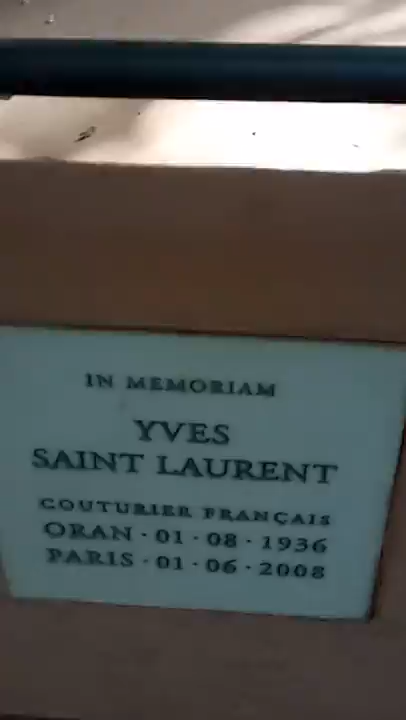 IN MEMORIAM
YVES
SAINT LAURENT
COUTURIER FRANÇAIS
ORAN · 01 · 08 · 1936
PARIS · 01 · 06 · 2008